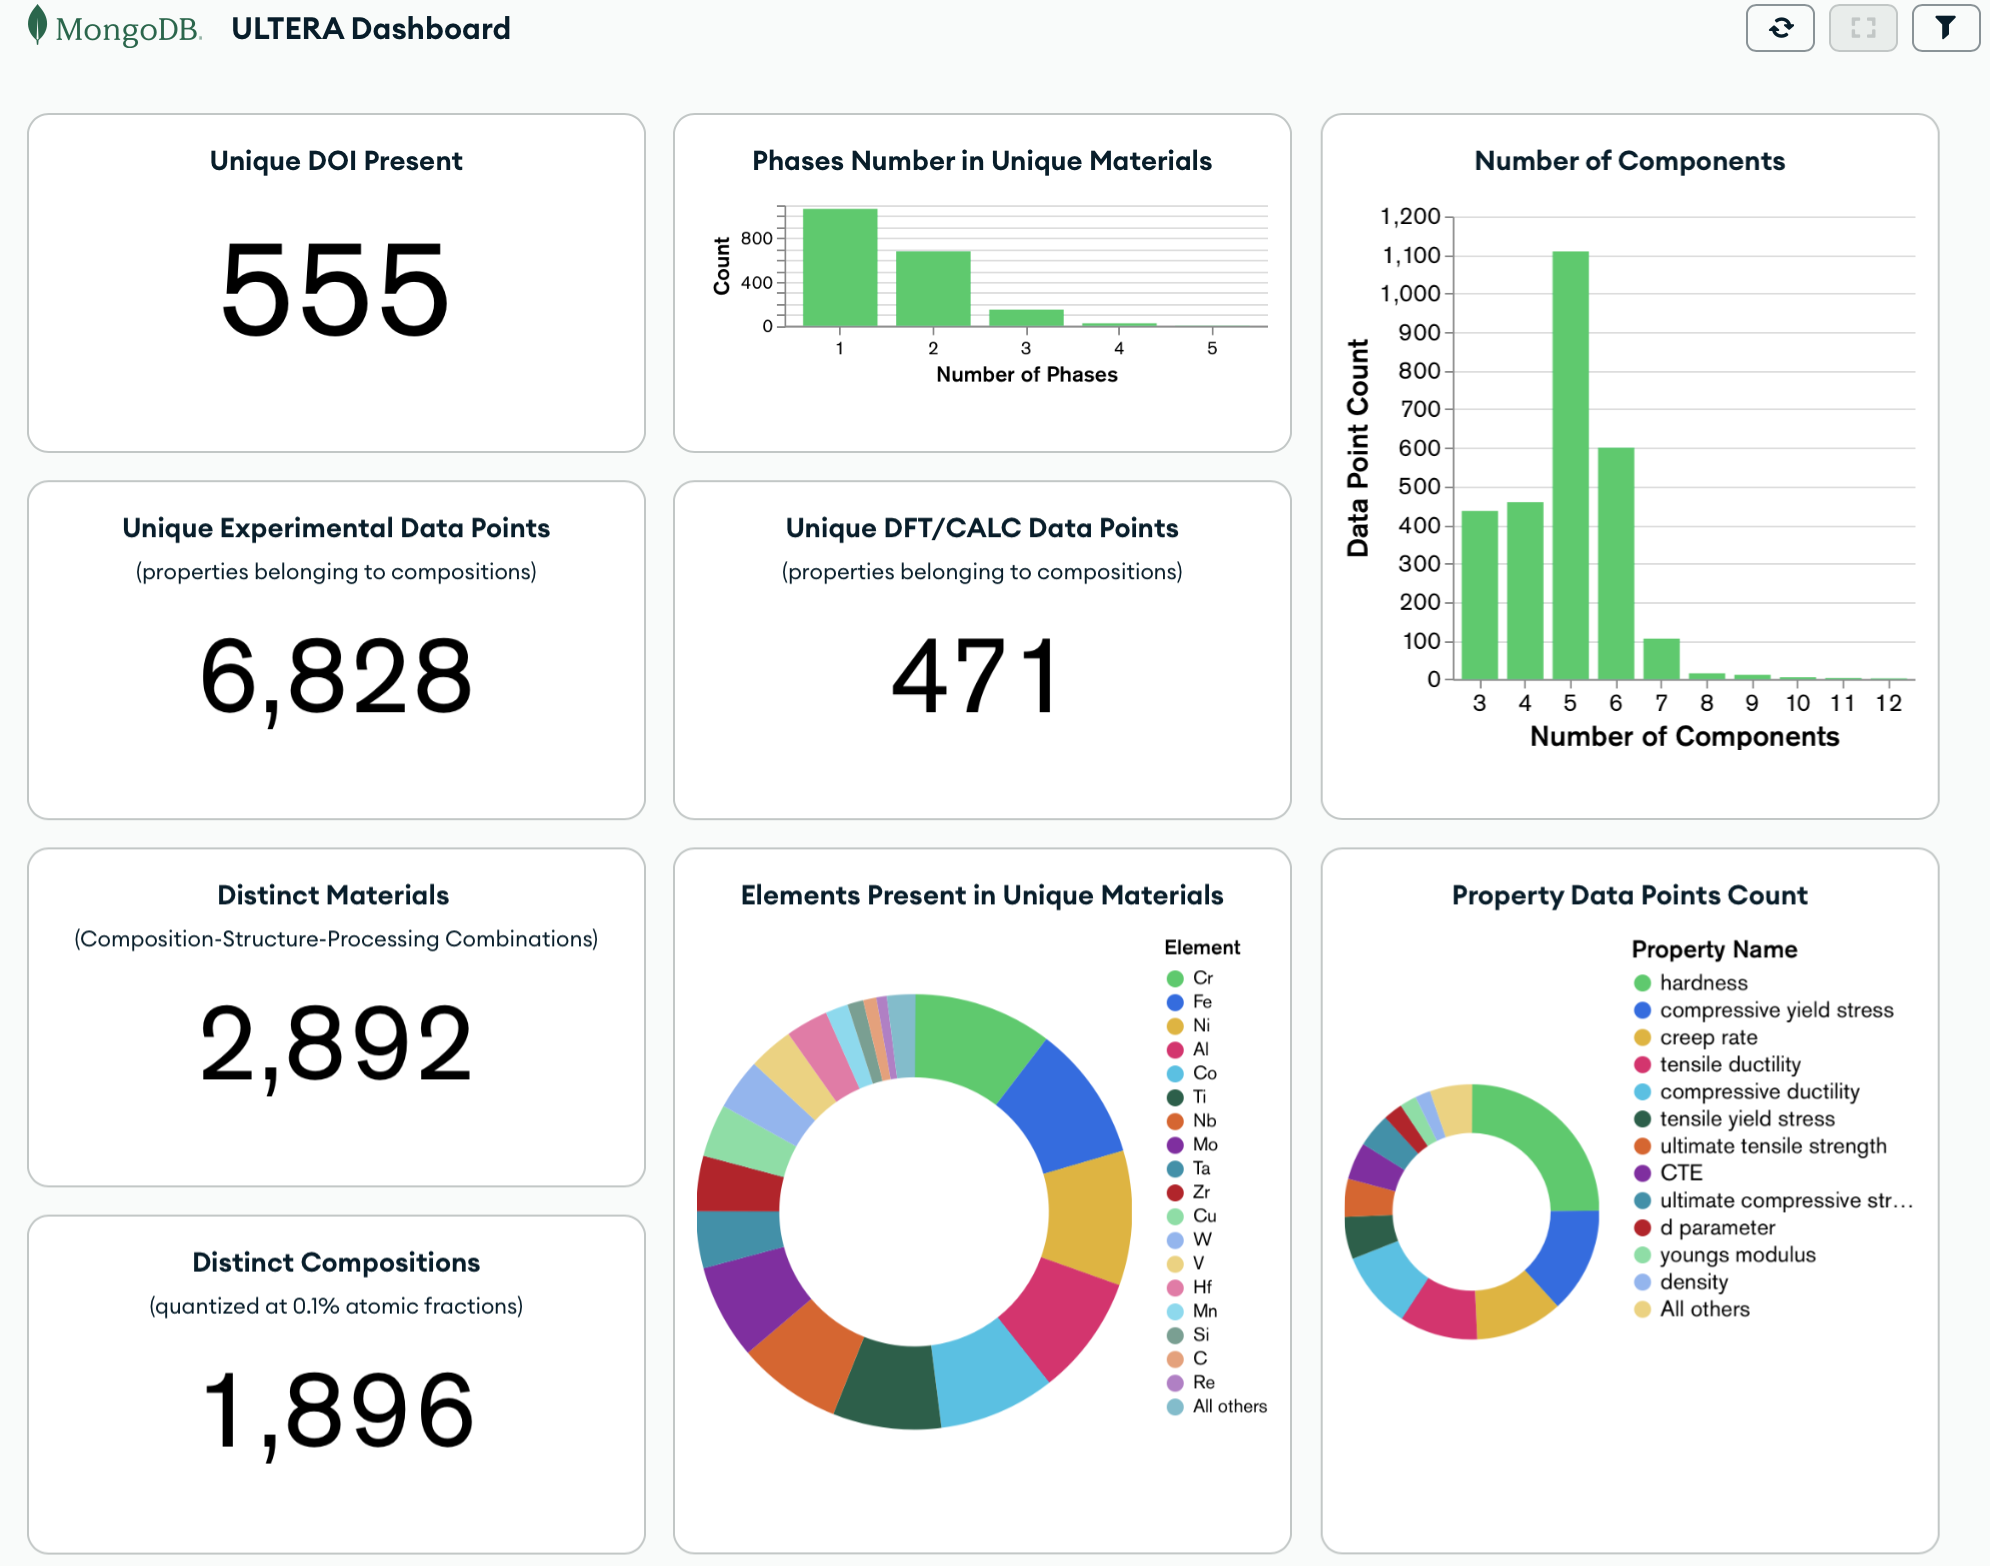 MongoDB. ULTERA Dashboard
Unique DOI Present
555
Phases Number in Unique Materials
Count
800
400
0
1 2 3 4 5
Number of Phases
Number of Components
Data Point Count
1,200
1,100
1,000
900
800
700
600
500
400
300
200
100
0
3 4 5 6 7 8 9 10 11 12
Number of Components
Unique Experimental Data Points
(properties belonging to compositions)
6,828
Unique DFT/CALC Data Points
(properties belonging to compositions)
471
Distinct Materials
(Composition-Structure-Processing Combinations)
2,892
Distinct Compositions
(quantized at 0.1% atomic fractions)
1,896
Elements Present in Unique Materials
Element
Cr
Fe
Ni
Al
Co
Ti
Nb
Mo
Ta
Zr
Cu
W
V
Hf
Mn
Si
C
Re
All others
Property Data Points Count
Property Name
hardness
compressive yield stress
creep rate
tensile ductility
compressive ductility
tensile yield stress
ultimate tensile strength
CTE
ultimate compressive str...
d parameter
youngs modulus
density
All others